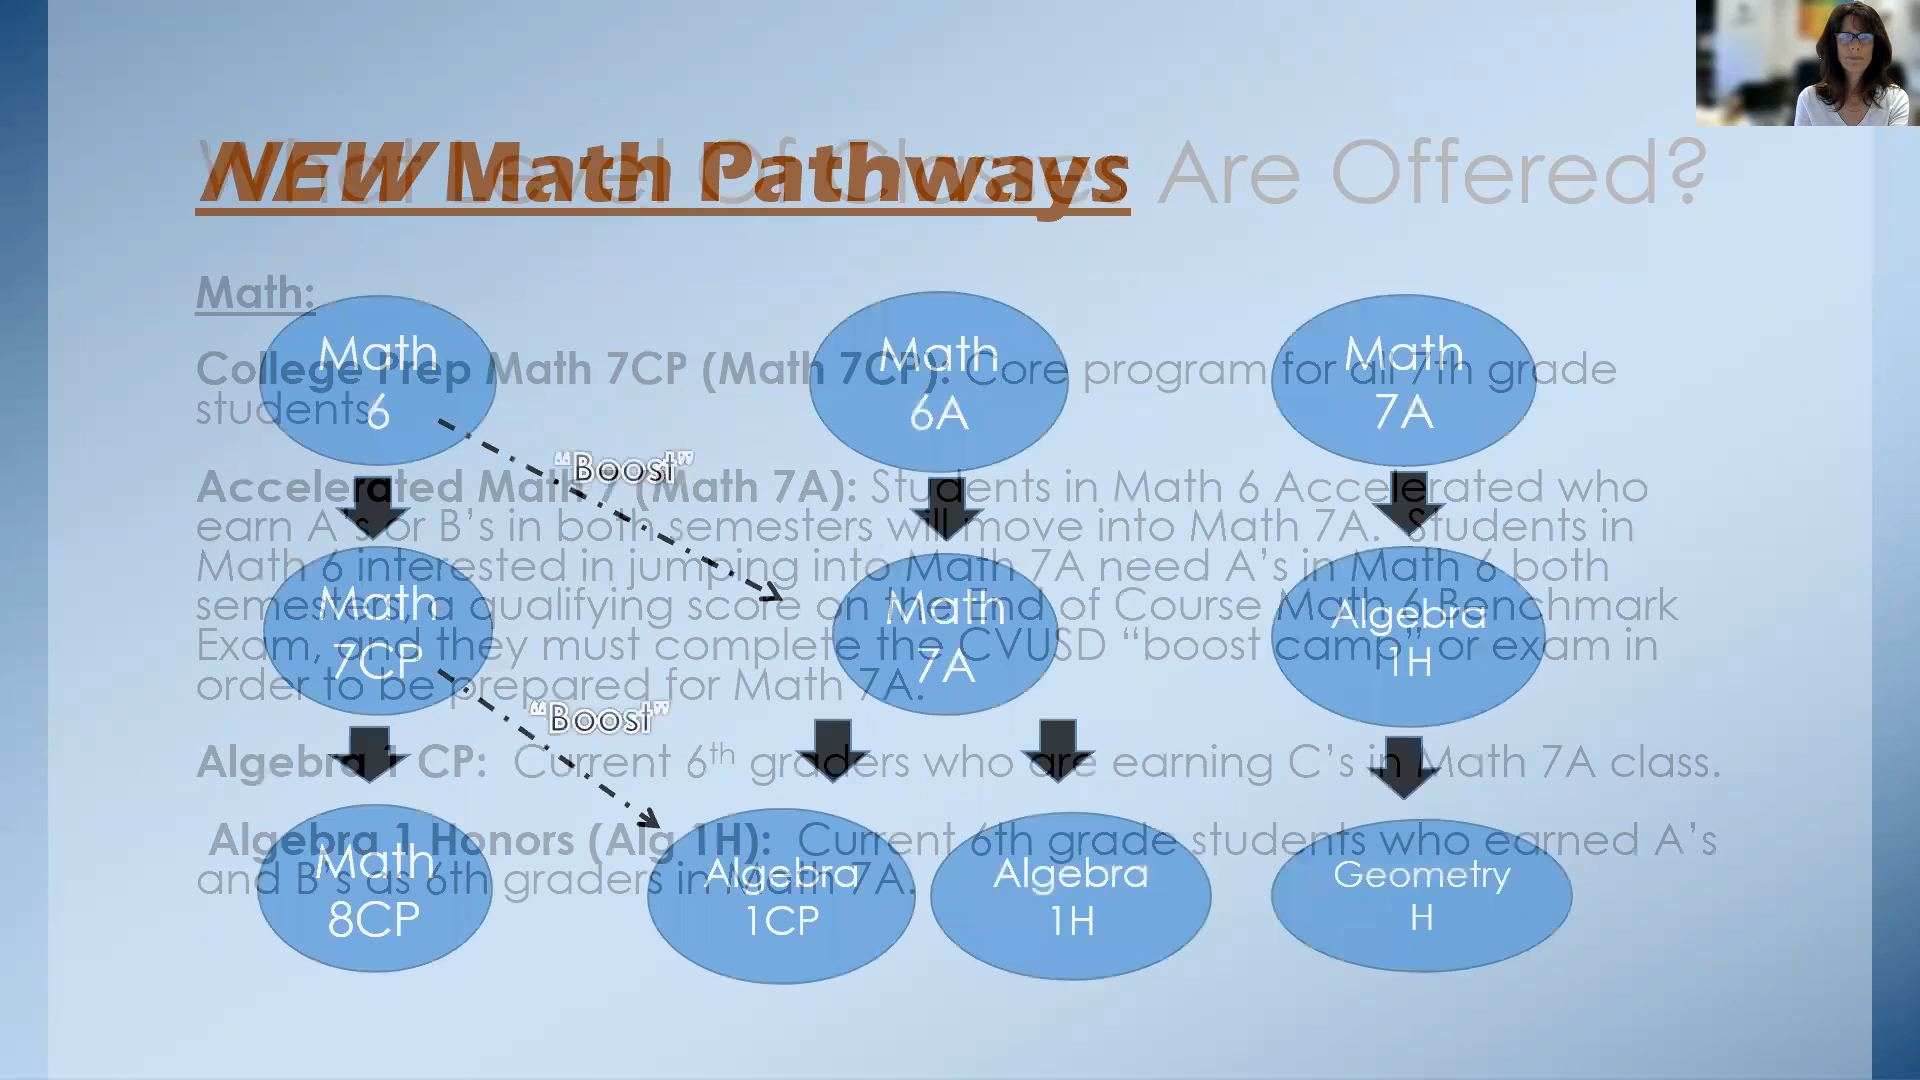 NEW Math Pathways
What Level Of Classes Are Offered?
Math:
College Prep Math 7CP (Math 7CP): Core program for all 7th grade
students
Accelerated Math 7 (Math 7A): Students in Math 6 Accelerated who
earn A's or B's in both semesters will move into Math 7A. Students in
Math 6 interested in jumping into Math 7A need A's in Math 6 both
semesters, a qualifying score on the End of Course Math 6 Benchmark
Exam, and they must complete the CVUSD “boost camp” or exam in
order to be prepared for Math 7A.
Algebra 1 CP: Current 6th graders who are earning C's in Math 7A class.
Algebra 1 Honors (Alg 1H): Current 6th grade students who earned A's
and B's as 6th graders in Math 7A.
Math
6
Math
6A
Math
7A
“Boost”
Math
7CP
Math
7A
Algebra
1H
“Boost”
Math
8CP
Algebra
1CP
Algebra
1H
Geometry
H